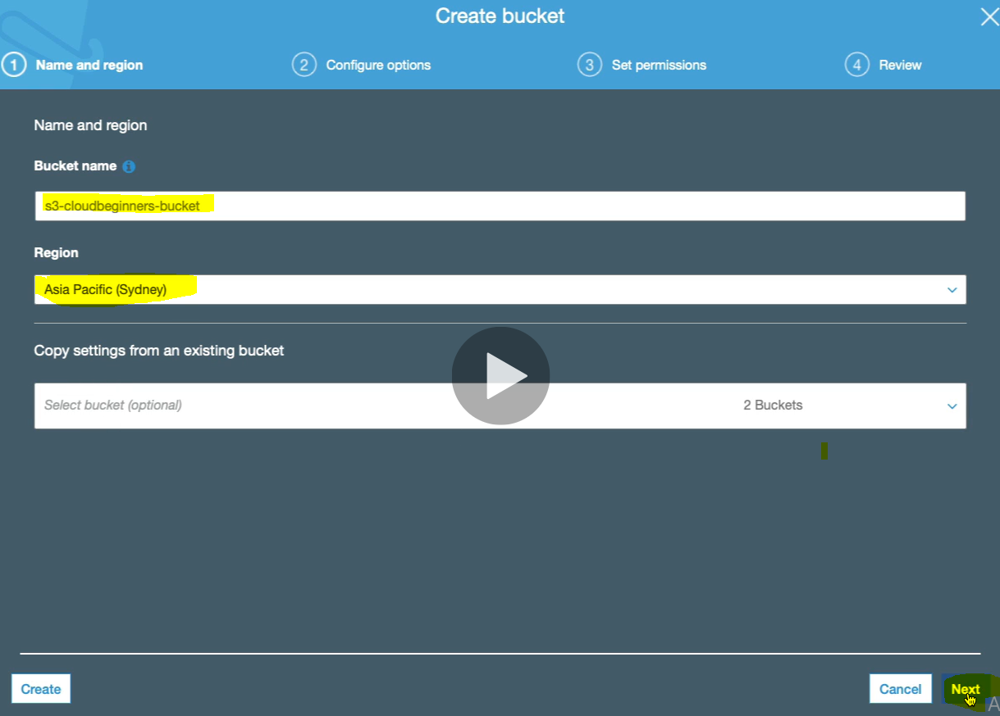 Create bucket
1 Name and region
2 Configure options
3 Set permissions
4 Review
Name and region
Bucket name
s3-cloudbeginners-bucket
Region
Asia Pacific (Sydney)
Copy settings from an existing bucket
Select bucket (optional) 2 Buckets
Create Cancel Next
A